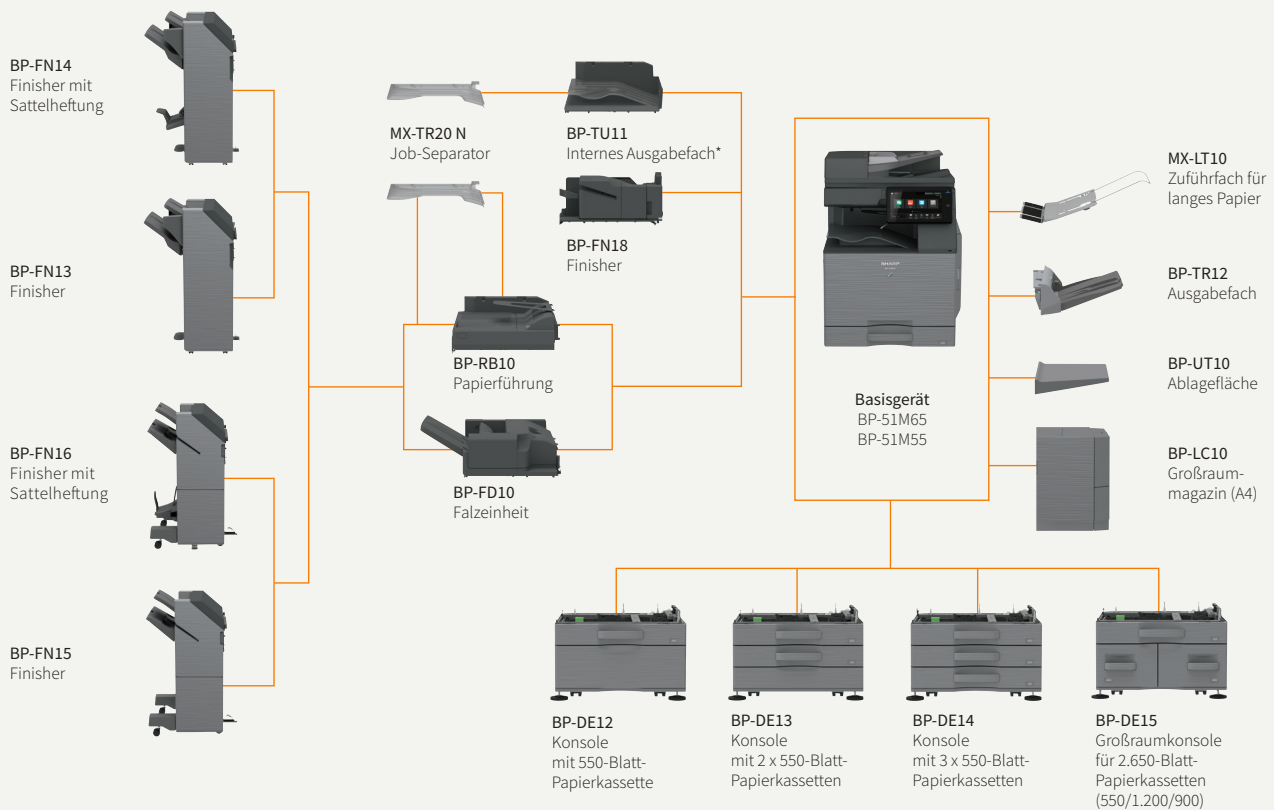 BP-FN14
Finisher mit
Sattelheftung
BP-FN13
Finisher
BP-FN16
Finisher mit
Sattelheftung
BP-FN15
Finisher
MX-TR20 N
Job-Separator
BP-TU11
Internes Ausgabefach*
BP-FN18
Finisher
BP-RB10
Papierführung
BP-FD10
Falzeinheit
SHARP
Basisgerät
BP-51M65
BP-51M55
MX-LT10
Zuführfach für
langes Papier
BP-TR12
Ausgabefach
BP-UT10
Ablagefläche
BP-LC10
Großraum-
magazin (A4)
BP-DE12
Konsole
mit 550-Blatt-
Papierkassette
BP-DE13
Konsole
mit 2 x 550-Blatt-
Papierkassetten
BP-DE14
Konsole
mit 3 x 550-Blatt-
Papierkassetten
BP-DE15
Großraumkonsole
für 2.650-Blatt-
Papierkassetten
(550/1.200/900)